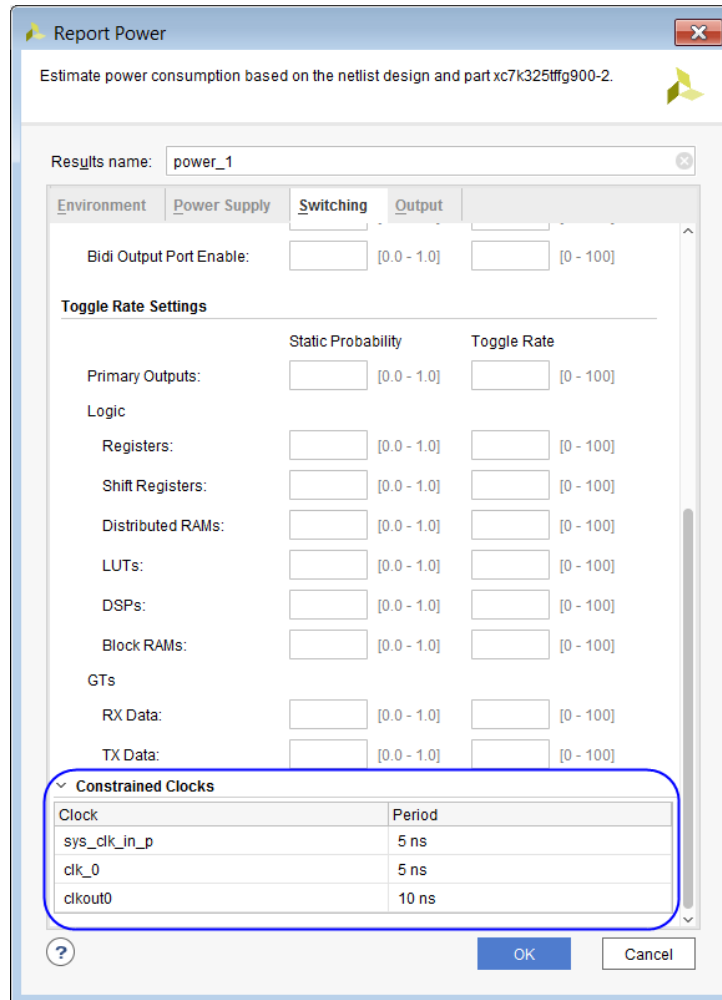 Report Power
Estimate power consumption based on the netlist design and part xc7k325tffg900-2.
Results name: power_1
Environment Power Supply Switching Output
Bidi Output Port Enable: [0.0 - 1.0] [0 - 100]
Toggle Rate Settings
Static Probability Toggle Rate
Primary Outputs: [0.0 - 1.0] [0 - 100]
Logic
Registers: [0.0 - 1.0] [0 - 100]
Shift Registers: [0.0 - 1.0] [0 - 100]
Distributed RAMs: [0.0 - 1.0] [0 - 100]
LUTs: [0.0 - 1.0] [0 - 100]
DSPs: [0.0 - 1.0] [0 - 100]
Block RAMs: [0.0 - 1.0] [0 - 100]
GTs
RX Data: [0.0 - 1.0] [0 - 100]
TX Data: [0.0 - 1.0] [0 - 100]
Constrained Clocks
Clock Period
sys_clk_in_p 5 ns
clk_0 5 ns
clkout0 10 ns
? OK Cancel